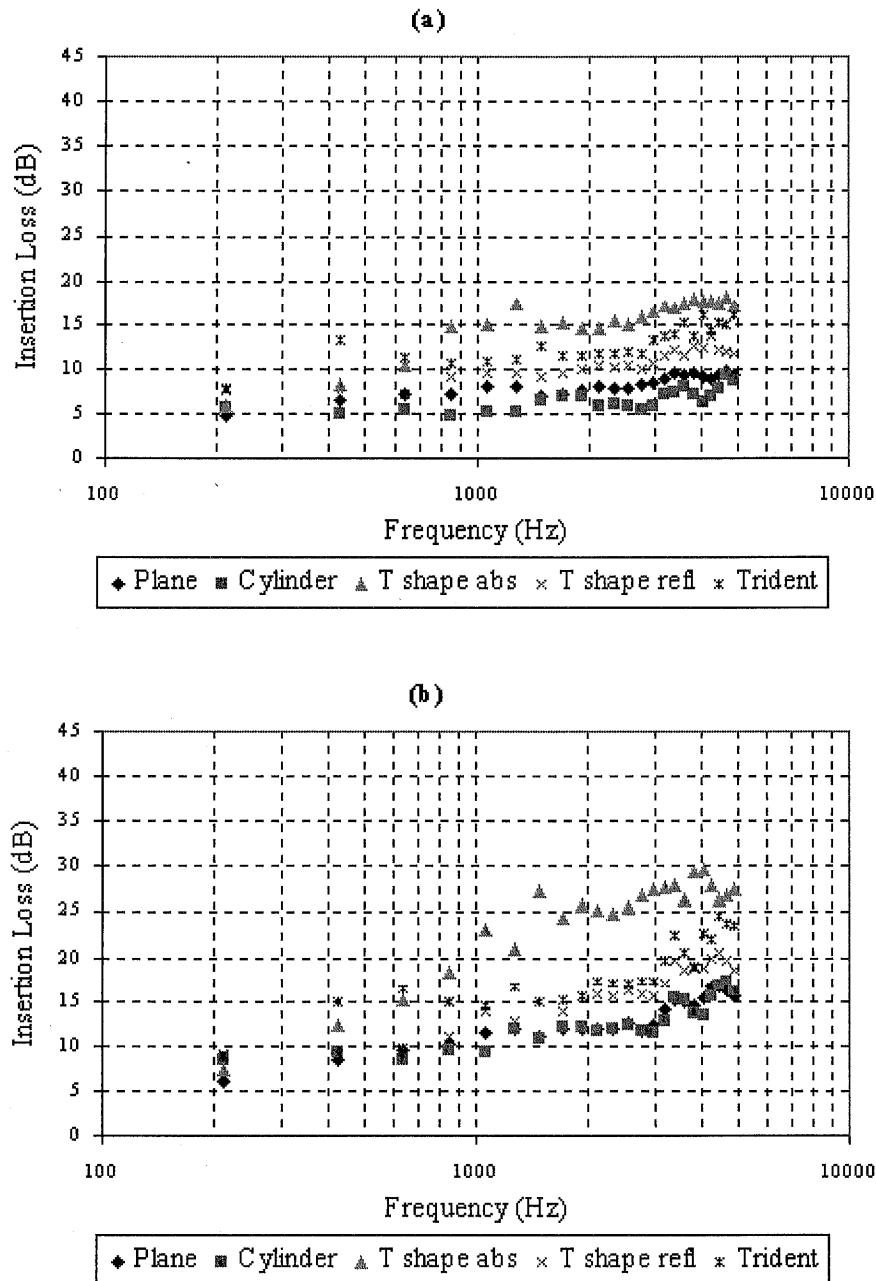 (a)
45
40
35
30
25
20
15
10
5
0
Insertion Loss (dB)
100 1000 10000
Frequency (Hz)
Plane Cylinder T shape abs T shape refl Trident
(b)
45
40
35
30
25
20
15
10
5
0
Insertion Loss (dB)
100 1000 10000
Frequency (Hz)
Plane Cylinder T shape abs T shape refl Trident